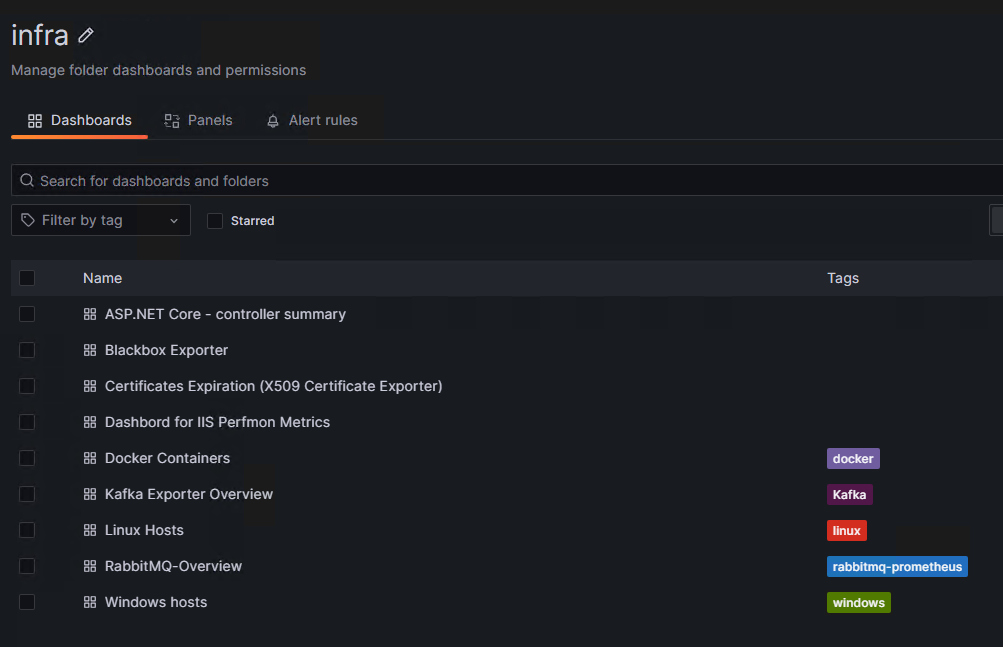 infra
Manage folder dashboards and permissions
Dashboards Panels Alert rules
Search for dashboards and folders
Filter by tag Starred
Name Tags
ASP.NET Core - controller summary
Blackbox Exporter
Certificates Expiration (X509 Certificate Exporter)
Dashbord for IIS Perfmon Metrics
Docker Containers docker
Kafka Exporter Overview Kafka
Linux Hosts linux
RabbitMQ-Overview rabbitmq-prometheus
Windows hosts windows